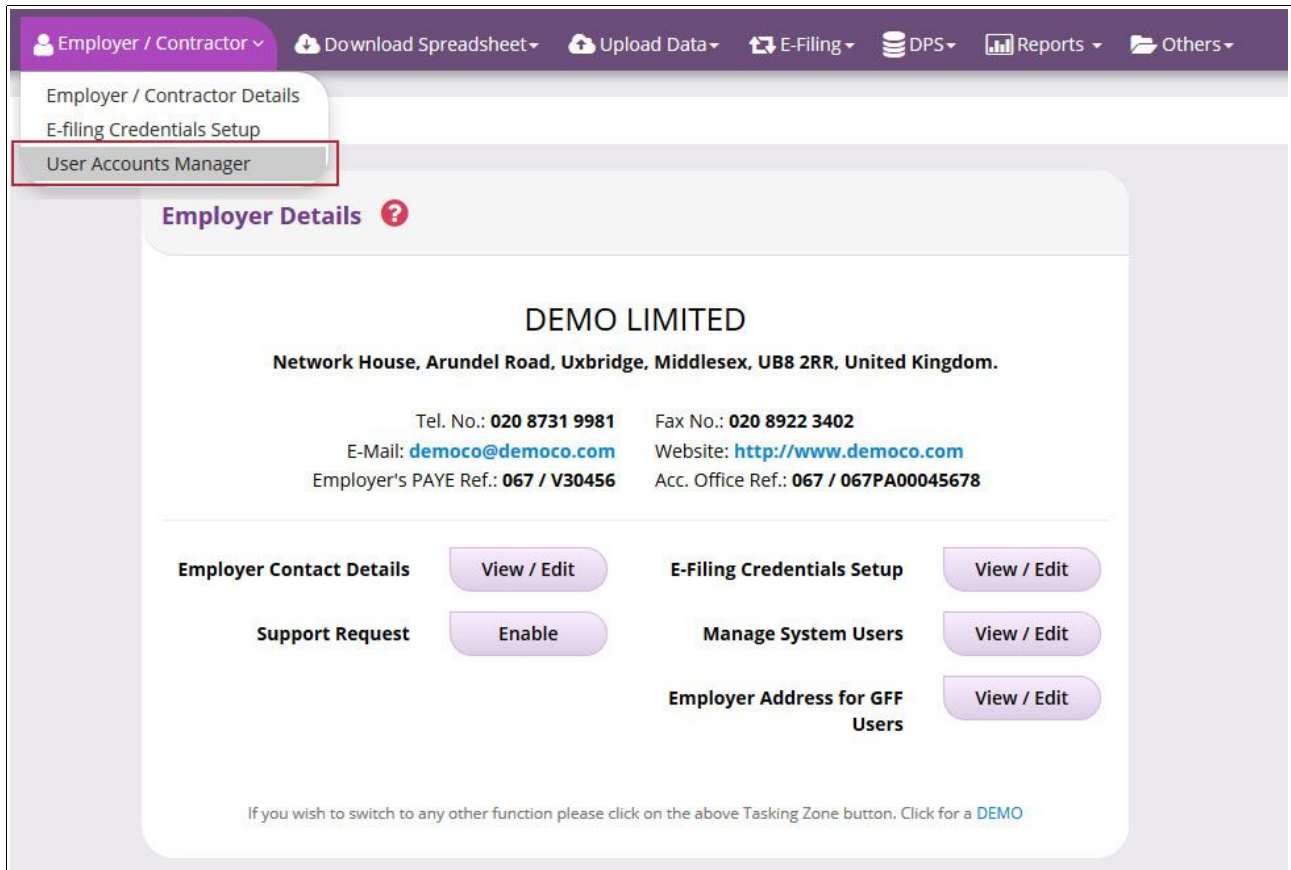 Employer / Contractor Download Spreadsheet Upload Data E-Filing DPS Reports Others
Employer / Contractor Details
E-filing Credentials Setup
User Accounts Manager
Employer Details ?
DEMO LIMITED
Network House, Arundel Road, Uxbridge, Middlesex, UB8 2RR, United Kingdom.
Tel. No.: 020 8731 9981 Fax No.: 020 8922 3402
E-Mail: democo@democo.com Website: http://www.democo.com
Employer's PAYE Ref.: 067 / V30456 Acc. Office Ref.: 067 / 067PA00045678
Employer Contact Details View / Edit E-Filing Credentials Setup View / Edit
Support Request Enable Manage System Users View / Edit
Employer Address for GFF View / Edit
Users
If you wish to switch to any other function please click on the above Tasking Zone button. Click for a DEMO